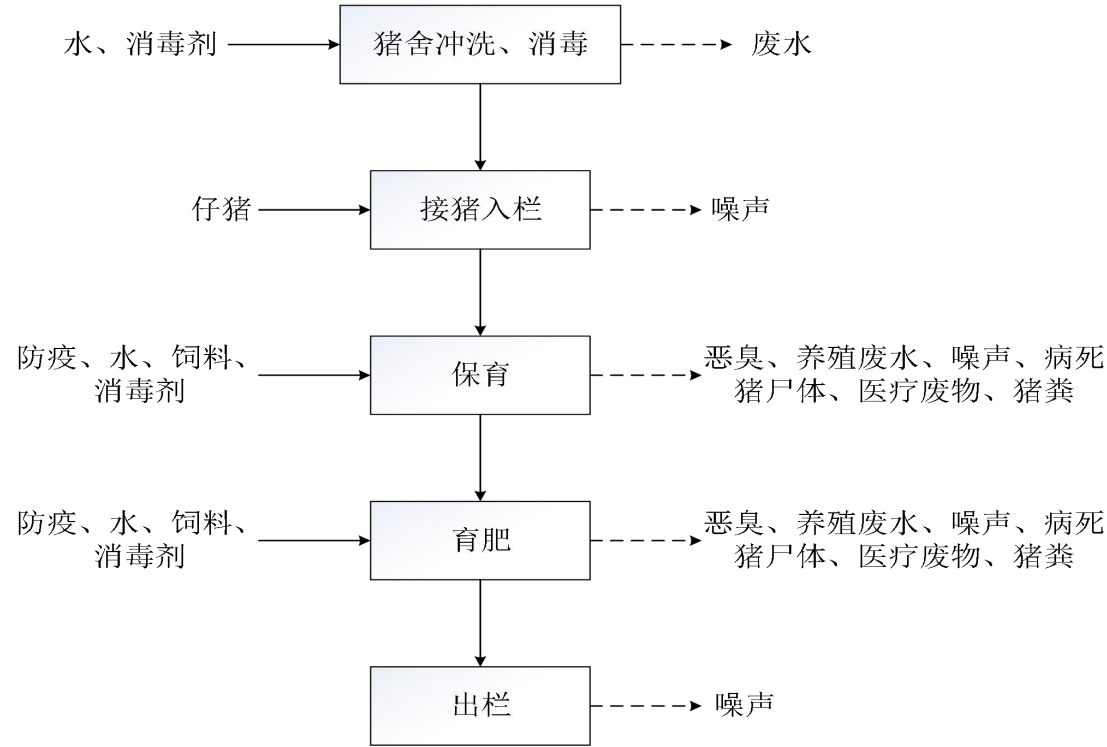 水、消毒剂
猪舍冲洗、消毒
废水
仔猪
接猪入栏
噪声
防疫、水、饲料、
消毒剂
保育
恶臭、养殖废水、噪声、病死
猪尸体、医疗废物、猪粪
防疫、水、饲料、
消毒剂
育肥
恶臭、养殖废水、噪声、病死
猪尸体、医疗废物、猪粪
出栏
噪声